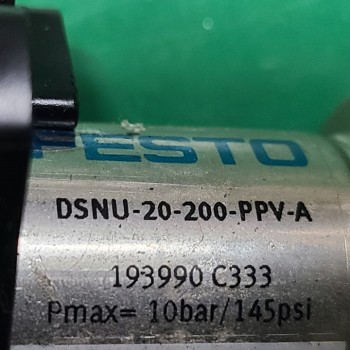 FESTO
DSNU-20-200-PPV-A
193990 C333
Pmax= 10bar/145psi